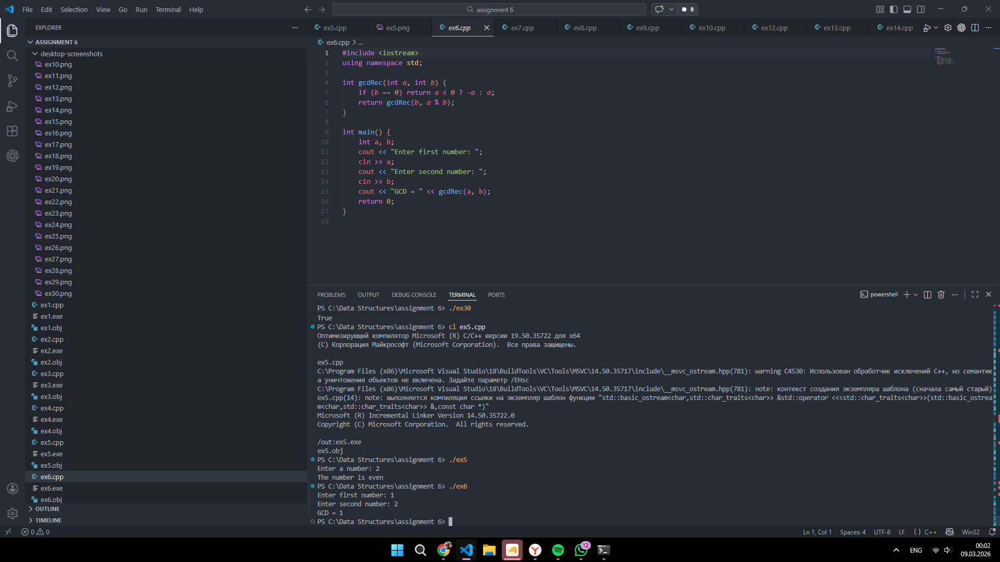 File Edit Selection View Go Run Terminal Help
assignment 6
8
EXPLORER
ASSIGNMENT 6
desktop-screenshots
ex10.png
ex11.png
ex12.png
ex13.png
ex14.png
ex15.png
ex16.png
ex17.png
ex18.png
ex19.png
ex20.png
ex21.png
ex22.png
ex23.png
ex24.png
ex25.png
ex26.png
ex27.png
ex28.png
ex29.png
ex30.png
ex1.cpp
ex1.exe
ex1.obj
ex2.cpp
ex2.exe
ex2.obj
ex3.cpp
ex3.exe
ex3.obj
ex4.cpp
ex4.exe
ex4.obj
ex5.cpp
ex5.exe
ex5.obj
ex6.cpp
ex6.exe
ex6.obj
OUTLINE
TIMELINE
ex5.cpp ex5.png ex6.cpp ex7.cpp ex8.cpp ex9.cpp ex10.cpp ex12.cpp ex13.cpp ex14.cpp
ex6.cpp > ...
1 #include <iostream>
2 using namespace std;
3
4 int gcdRec(int a, int b) {
5 if (b == 0) return a < 0 ? -a : a;
6 return gcdRec(b, a % b);
7 }
8
9 int main() {
10 int a, b;
11 cout << "Enter first number: ";
12 cin >> a;
13 cout << "Enter second number: ";
14 cin >> b;
15 cout << "GCD = " << gcdRec(a, b);
16 return 0;
17 }
18
PROBLEMS OUTPUT DEBUG CONSOLE TERMINAL PORTS
powershell
PS C:\Data Structures\assignment 6> ./ex30
True
PS C:\Data Structures\assignment 6> cl ex5.cpp
Оптимизирующий компилятор Microsoft (R) C/C++ версии 19.50.35722 для x64
(C) Корпорация Майкрософт (Microsoft Corporation).  Все права защищены.
ex5.cpp
C:\Program Files (x86)\Microsoft Visual Studio\18\BuildTools\VC\Tools\MSVC\14.50.35717\include\__msvc_ostream.hpp(781): warning C4530: Использован обработчик исключений C++, но семантик
а уничтожения объектов не включена. Задайте параметр /EHsc
C:\Program Files (x86)\Microsoft Visual Studio\18\BuildTools\VC\Tools\MSVC\14.50.35717\include\__msvc_ostream.hpp(781): note: контекст создания экземпляра шаблона (сначала самый старый)
ex5.cpp(14): note: выполняется компиляция ссылки на экземпляр шаблон функции "std::basic_ostream<char,std::char_traits<char>> &std::operator <<<std::char_traits<char>>(std::basic_ostrea
m<char,std::char_traits<char>> &,const char *)"
Microsoft (R) Incremental Linker Version 14.50.35722.0
Copyright (C) Microsoft Corporation.  All rights reserved.
/out:ex5.exe
ex5.obj
PS C:\Data Structures\assignment 6> ./ex5
Enter a number: 2
The number is even
PS C:\Data Structures\assignment 6> ./ex6
Enter first number: 1
Enter second number: 2
GCD = 1
PS C:\Data Structures\assignment 6>
0 0
Ln 1, Col 1 Spaces: 4 UTF-8 LF { } C++ Win32
12
ENG
00:02
09.03.2026